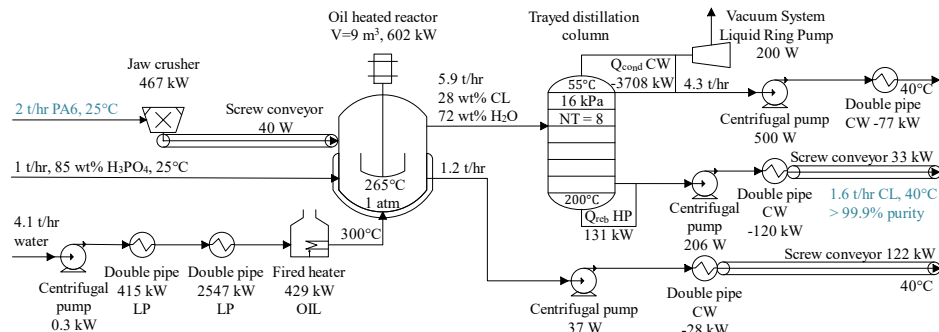 Oil heated reactor
V=9 m³, 602 kW
Trayed distillation
column
Vacuum System
Liquid Ring Pump
200 W
Jaw crusher
467 kW
2 t/hr PA6, 25°C
Screw conveyor
40 W
5.9 t/hr
28 wt% CL
72 wt% H₂O
Q_cond CW
-3708 kW
4.3 t/hr
55°C
16 kPa
NT = 8
200°C
40°C
Centrifugal pump
500 W
Double pipe
CW -77 kW
1 t/hr, 85 wt% H₃PO₄, 25°C
265°C
1 atm
1.2 t/hr
Q_reb HP
131 kW
Screw conveyor 33 kW
1.6 t/hr CL, 40°C
> 99.9% purity
Centrifugal
pump
206 W
Double pipe
CW
-120 kW
4.1 t/hr
water
300°C
Centrifugal
pump
0.3 kW
Double pipe
415 kW
LP
Double pipe
2547 kW
LP
Fired heater
429 kW
OIL
Screw conveyor 122 kW
40°C
Centrifugal pump
37 W
Double pipe
CW
-28 kW